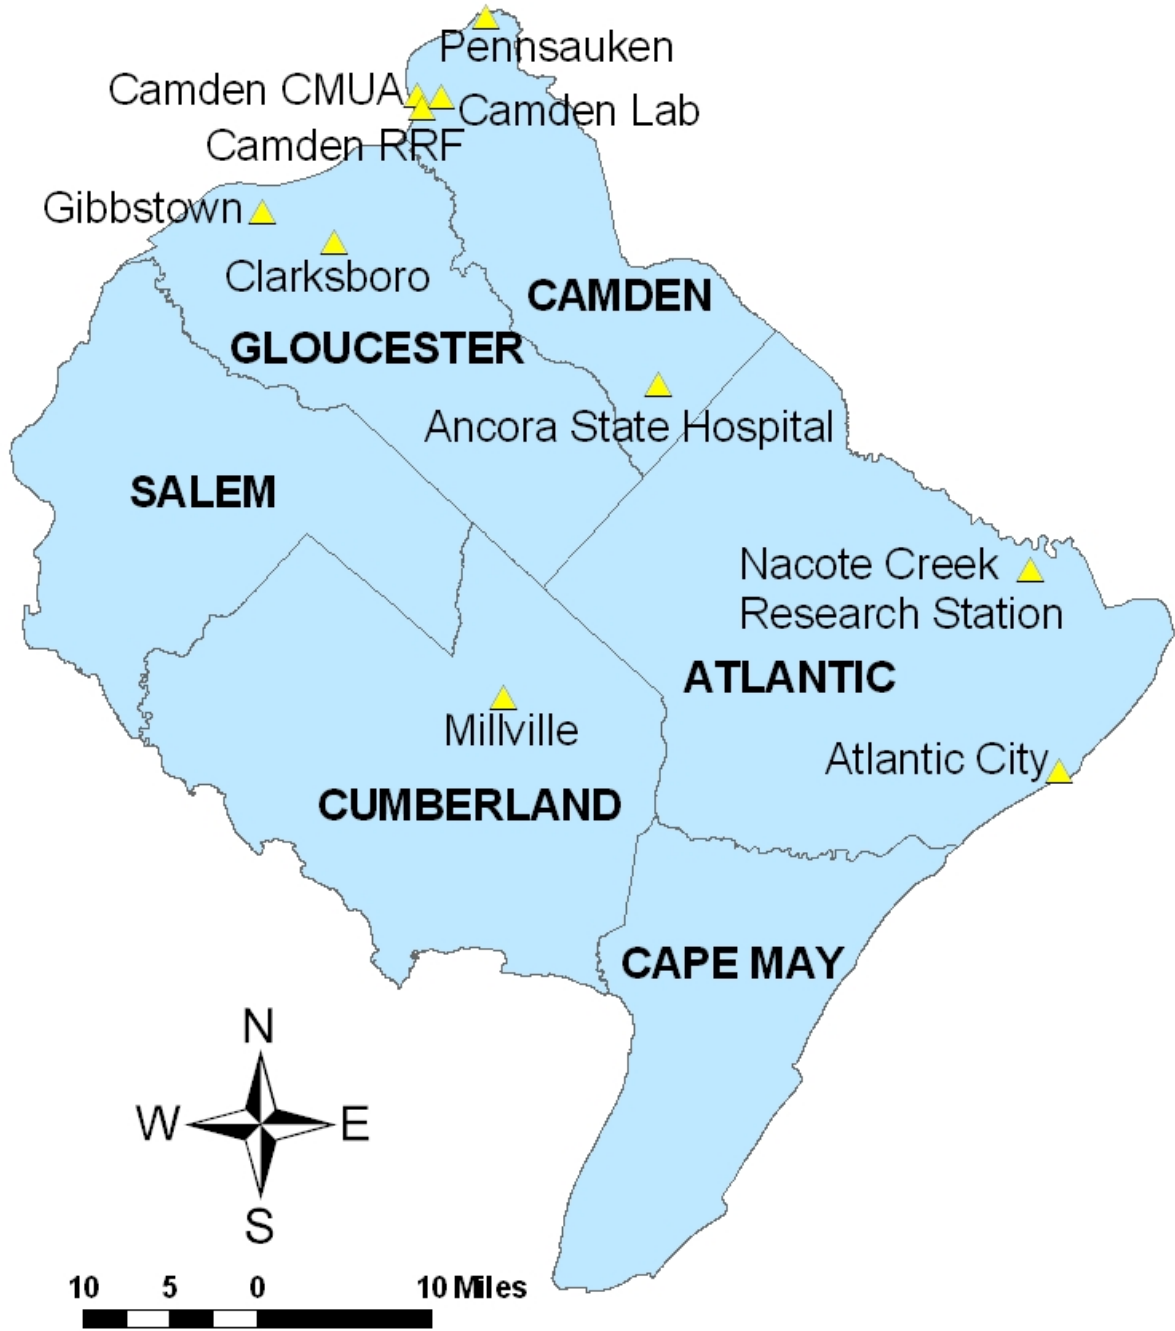 Pennsauken
Camden CMUA
Camden Lab
Camden RRF
Gibbstown
Clarksboro
CAMDEN
GLOUCESTER
Ancora State Hospital
SALEM
Nacote Creek
Research Station
ATLANTIC
Millville
Atlantic City
CUMBERLAND
CAPE MAY
N
W E
S
10 5 0 10 Miles